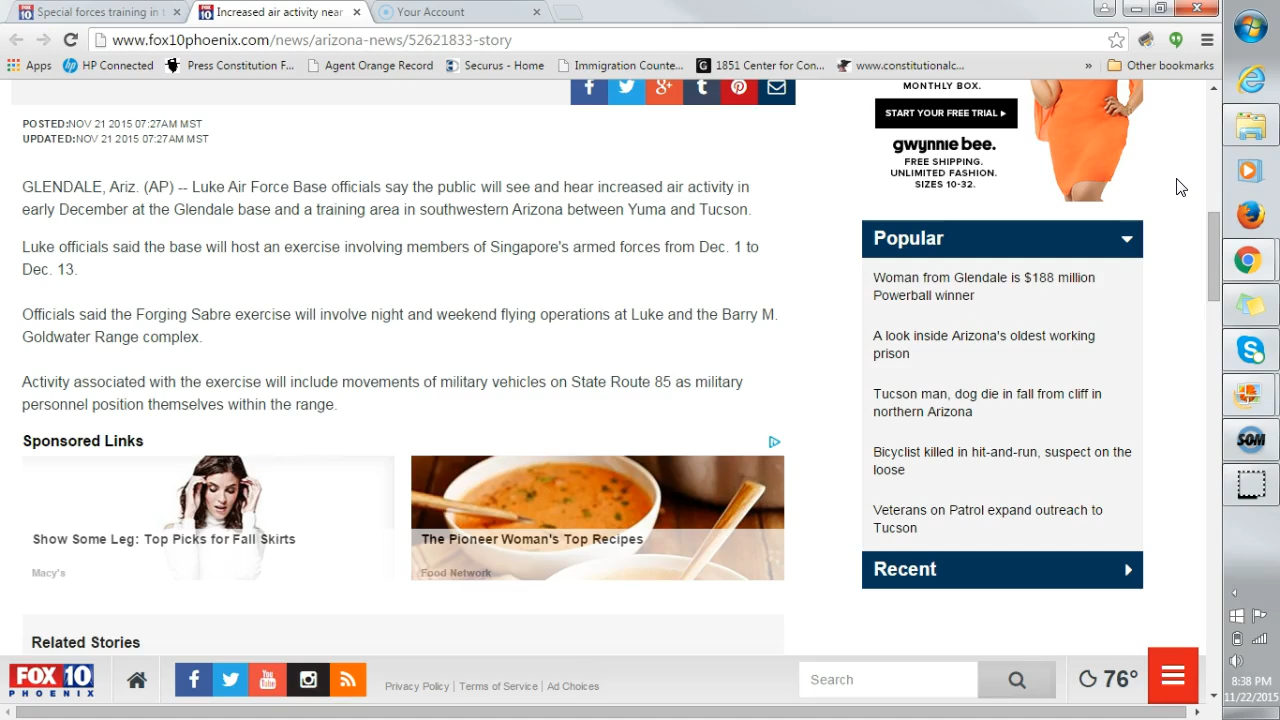 Special forces training in
Increased air activity near
Your Account
www.fox10phoenix.com/news/arizona-news/52621833-story
Apps
HP Connected
Press Constitution F...
Agent Orange Record
Securus - Home
Immigration Counte...
1851 Center for Con...
www.constitutionalc...
»
Other bookmarks
POSTED:NOV 21 2015 07:27AM MST
UPDATED:NOV 21 2015 07:27AM MST
GLENDALE, Ariz. (AP) -- Luke Air Force Base officials say the public will see and hear increased air activity in
early December at the Glendale base and a training area in southwestern Arizona between Yuma and Tucson.
Luke officials said the base will host an exercise involving members of Singapore's armed forces from Dec. 1 to
Dec. 13.
Officials said the Forging Sabre exercise will involve night and weekend flying operations at Luke and the Barry M.
Goldwater Range complex.
Activity associated with the exercise will include movements of military vehicles on State Route 85 as military
personnel position themselves within the range.
Sponsored Links
Show Some Leg: Top Picks for Fall Skirts
Macy's
The Pioneer Woman's Top Recipes
Food Network
Related Stories
MONTHLY BOX.
START YOUR FREE TRIAL ▸
gwynnie bee.
FREE SHIPPING.
UNLIMITED FASHION.
SIZES 10-32.
Popular
Woman from Glendale is $188 million
Powerball winner
A look inside Arizona's oldest working
prison
Tucson man, dog die in fall from cliff in
northern Arizona
Bicyclist killed in hit-and-run, suspect on the
loose
Veterans on Patrol expand outreach to
Tucson
Recent
FOX 10
PHOENIX
Privacy Policy | Terms of Service | Ad Choices
Search
76°
SOM
8:38 PM
11/22/2015